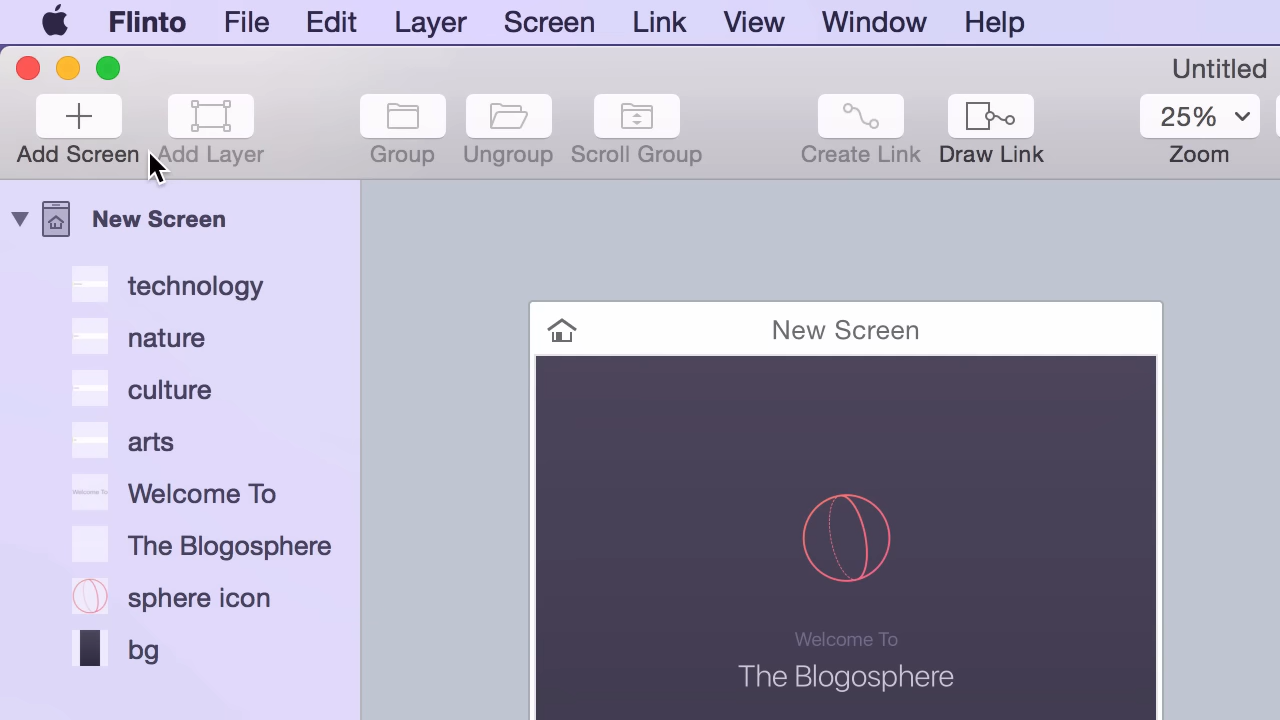 Flinto File Edit Layer Screen Link View Window Help
Untitled
25%
Add Screen Add Layer Group Ungroup Scroll Group Create Link Draw Link Zoom
New Screen
technology
nature
culture
arts
Welcome To
The Blogosphere
sphere icon
bg
New Screen
Welcome To
The Blogosphere